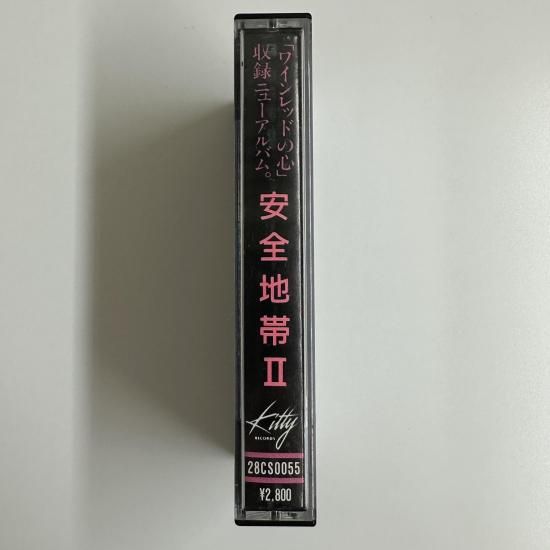 「ワインレッドの心」
収録ニューアルバム。
安全地帯II
Kitty
RECORDS
28CS0055
¥2,800